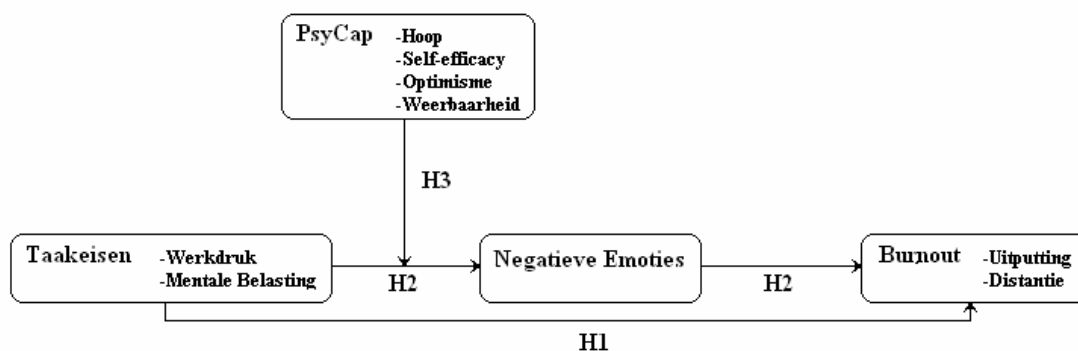 PsyCap -Hoop
-Self-efficacy
-Optimisme
-Weerbaarheid
H3
Taakeisen -Werkdruk
-Mentale Belasting
H2
Negatieve Emoties
H2
Burnout -Uitputting
-Distantie
H1